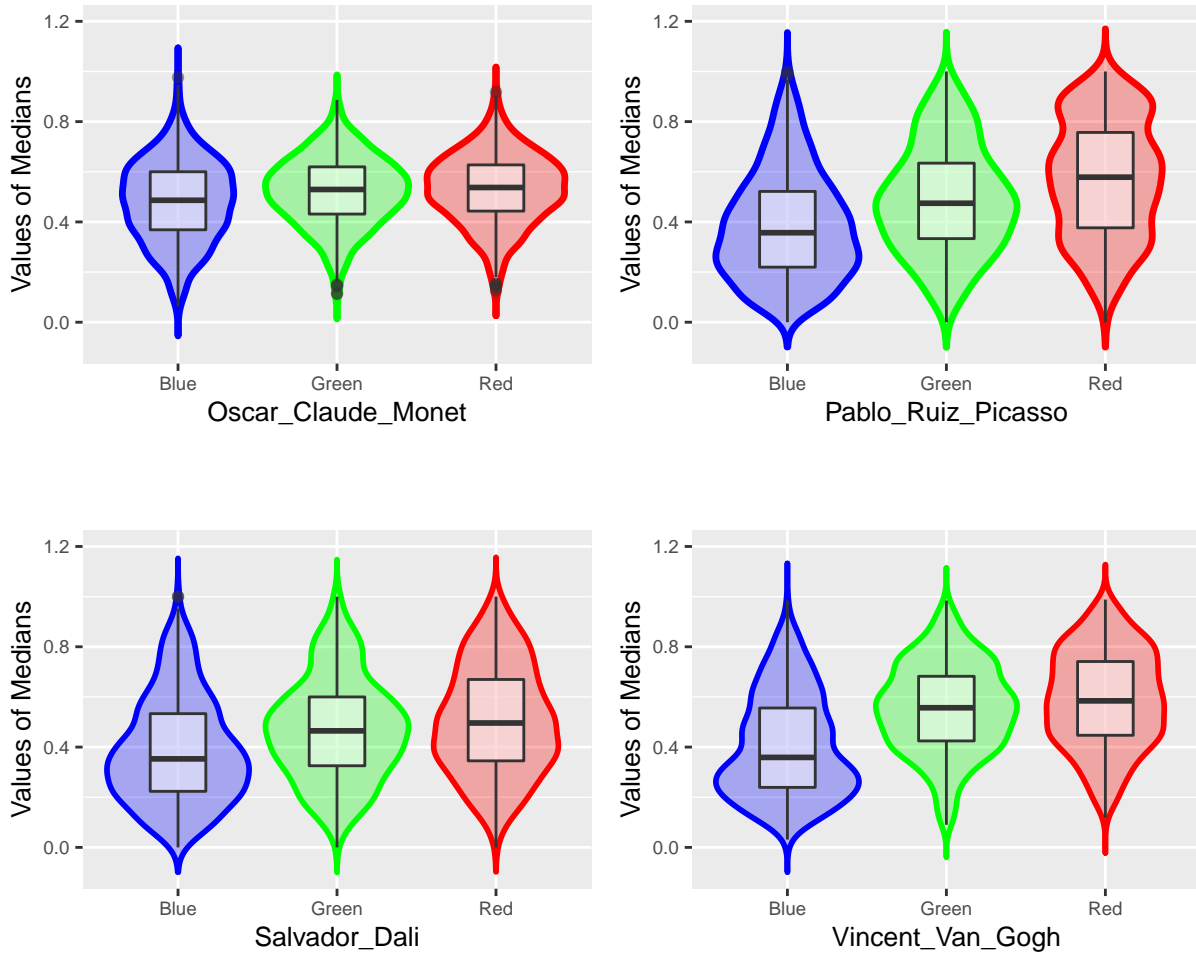 1.2
0.8
0.4
0.0
Values of Medians
Blue Green Red
Oscar_Claude_Monet
1.2
0.8
0.4
0.0
Values of Medians
Blue Green Red
Pablo_Ruiz_Picasso
1.2
0.8
0.4
0.0
Values of Medians
Blue Green Red
Salvador_Dali
1.2
0.8
0.4
0.0
Values of Medians
Blue Green Red
Vincent_Van_Gogh